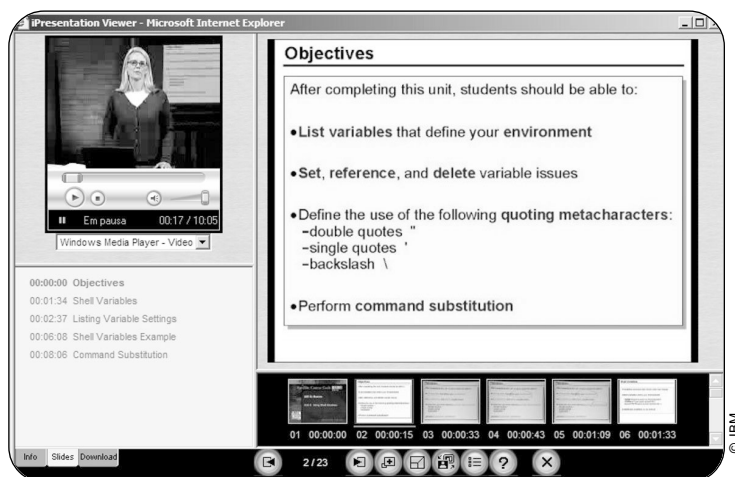 iPresentation Viewer - Microsoft Internet Explorer
Em pausa 00:17 / 10:05
Windows Media Player - Video
00:00:00 Objectives
00:01:34 Shell Variables
00:02:37 Listing Variable Settings
00:06:08 Shell Variables Example
00:08:06 Command Substitution
Info Slides Download
Objectives
After completing this unit, students should be able to:
•List variables that define your environment
•Set, reference, and delete variable issues
•Define the use of the following quoting metacharacters:
–double quotes "
–single quotes '
–backslash \
•Perform command substitution
01 00:00:00 02 00:00:15 03 00:00:33 04 00:00:43 05 00:01:09 06 00:01:33
2 / 23
?
© IBM